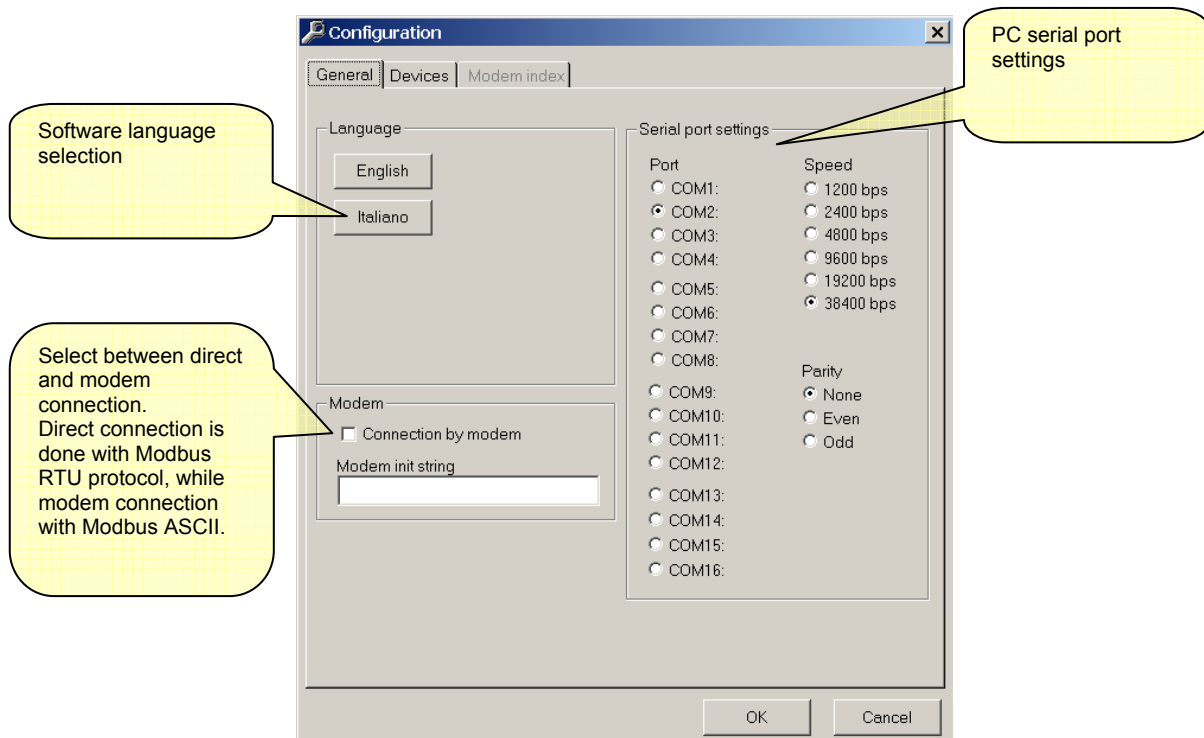 Configuration
PC serial port
settings
General Devices Modem index
Software language
selection
Language
English
Italiano
Serial port settings
Port
COM1:
COM2:
COM3:
COM4:
COM5:
COM6:
COM7:
COM8:
COM9:
COM10:
COM11:
COM12:
COM13:
COM14:
COM15:
COM16:
Speed
1200 bps
2400 bps
4800 bps
9600 bps
19200 bps
38400 bps
Parity
None
Even
Odd
Select between direct
and modem
connection.
Direct connection is
done with Modbus
RTU protocol, while
modem connection
with Modbus ASCII.
Modem
Connection by modem
Modem init string
OK Cancel